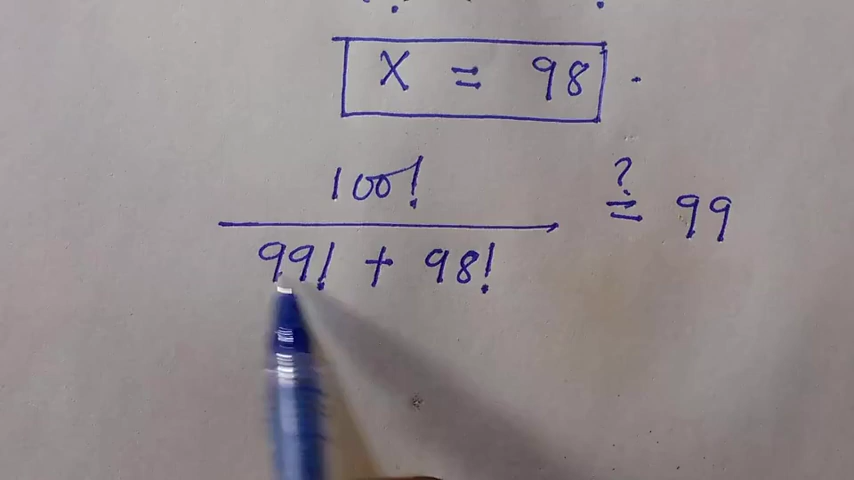 X = 98 .
100!
99! + 98!
?
= 99